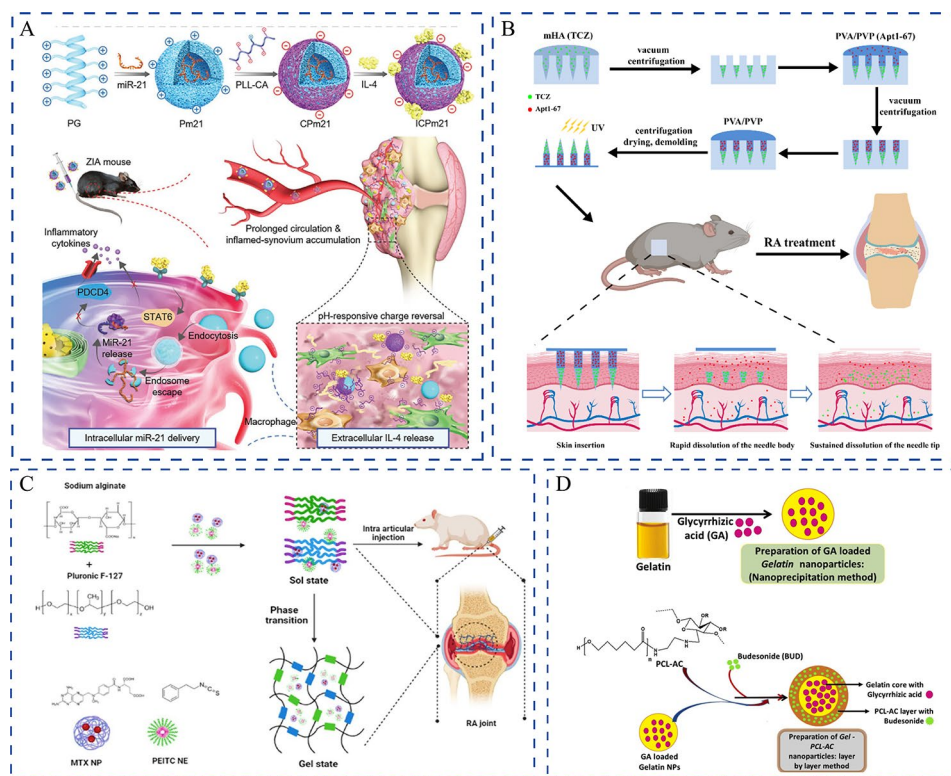 A
PG
miR-21
Pm21
PLL-CA
CPm21
IL-4
ICPm21
ZIA mouse
Inflammatory
cytokines
Prolonged circulation &
inflamed-synovium accumulation
PDCD4
STAT6
MiR-21
release
Endocytosis
Endosome
escape
pH-responsive charge reversal
Macrophage
Intracellular miR-21 delivery
Extracellular IL-4 release
B
mHA (TCZ)
vacuum
centrifugation
PVA/PVP (Apt1-67)
TCZ
Apt1-67
vacuum
centrifugation
UV
centrifugation
drying, demolding
PVA/PVP
RA treatment
Skin insertion
Rapid dissolution of the needle body
Sustained dissolution of the needle tip
C
Sodium alginate
+
Pluronic F-127
MTX NP
PEITC NE
Sol state
Intra articular
injection
Phase
transition
Gel state
RA joint
D
Gelatin
Glycyrrhizic
acid (GA)
Preparation of GA loaded
Gelatin nanoparticles:
(Nanoprecipitation method)
PCL-AC
Budesonide (BUD)
GA loaded
Gelatin NPs
Gelatin core with
Glycyrrhizic acid
PCL-AC layer with
Budesonide
Preparation of Gel -
PCL-AC
nanoparticles: layer
by layer method